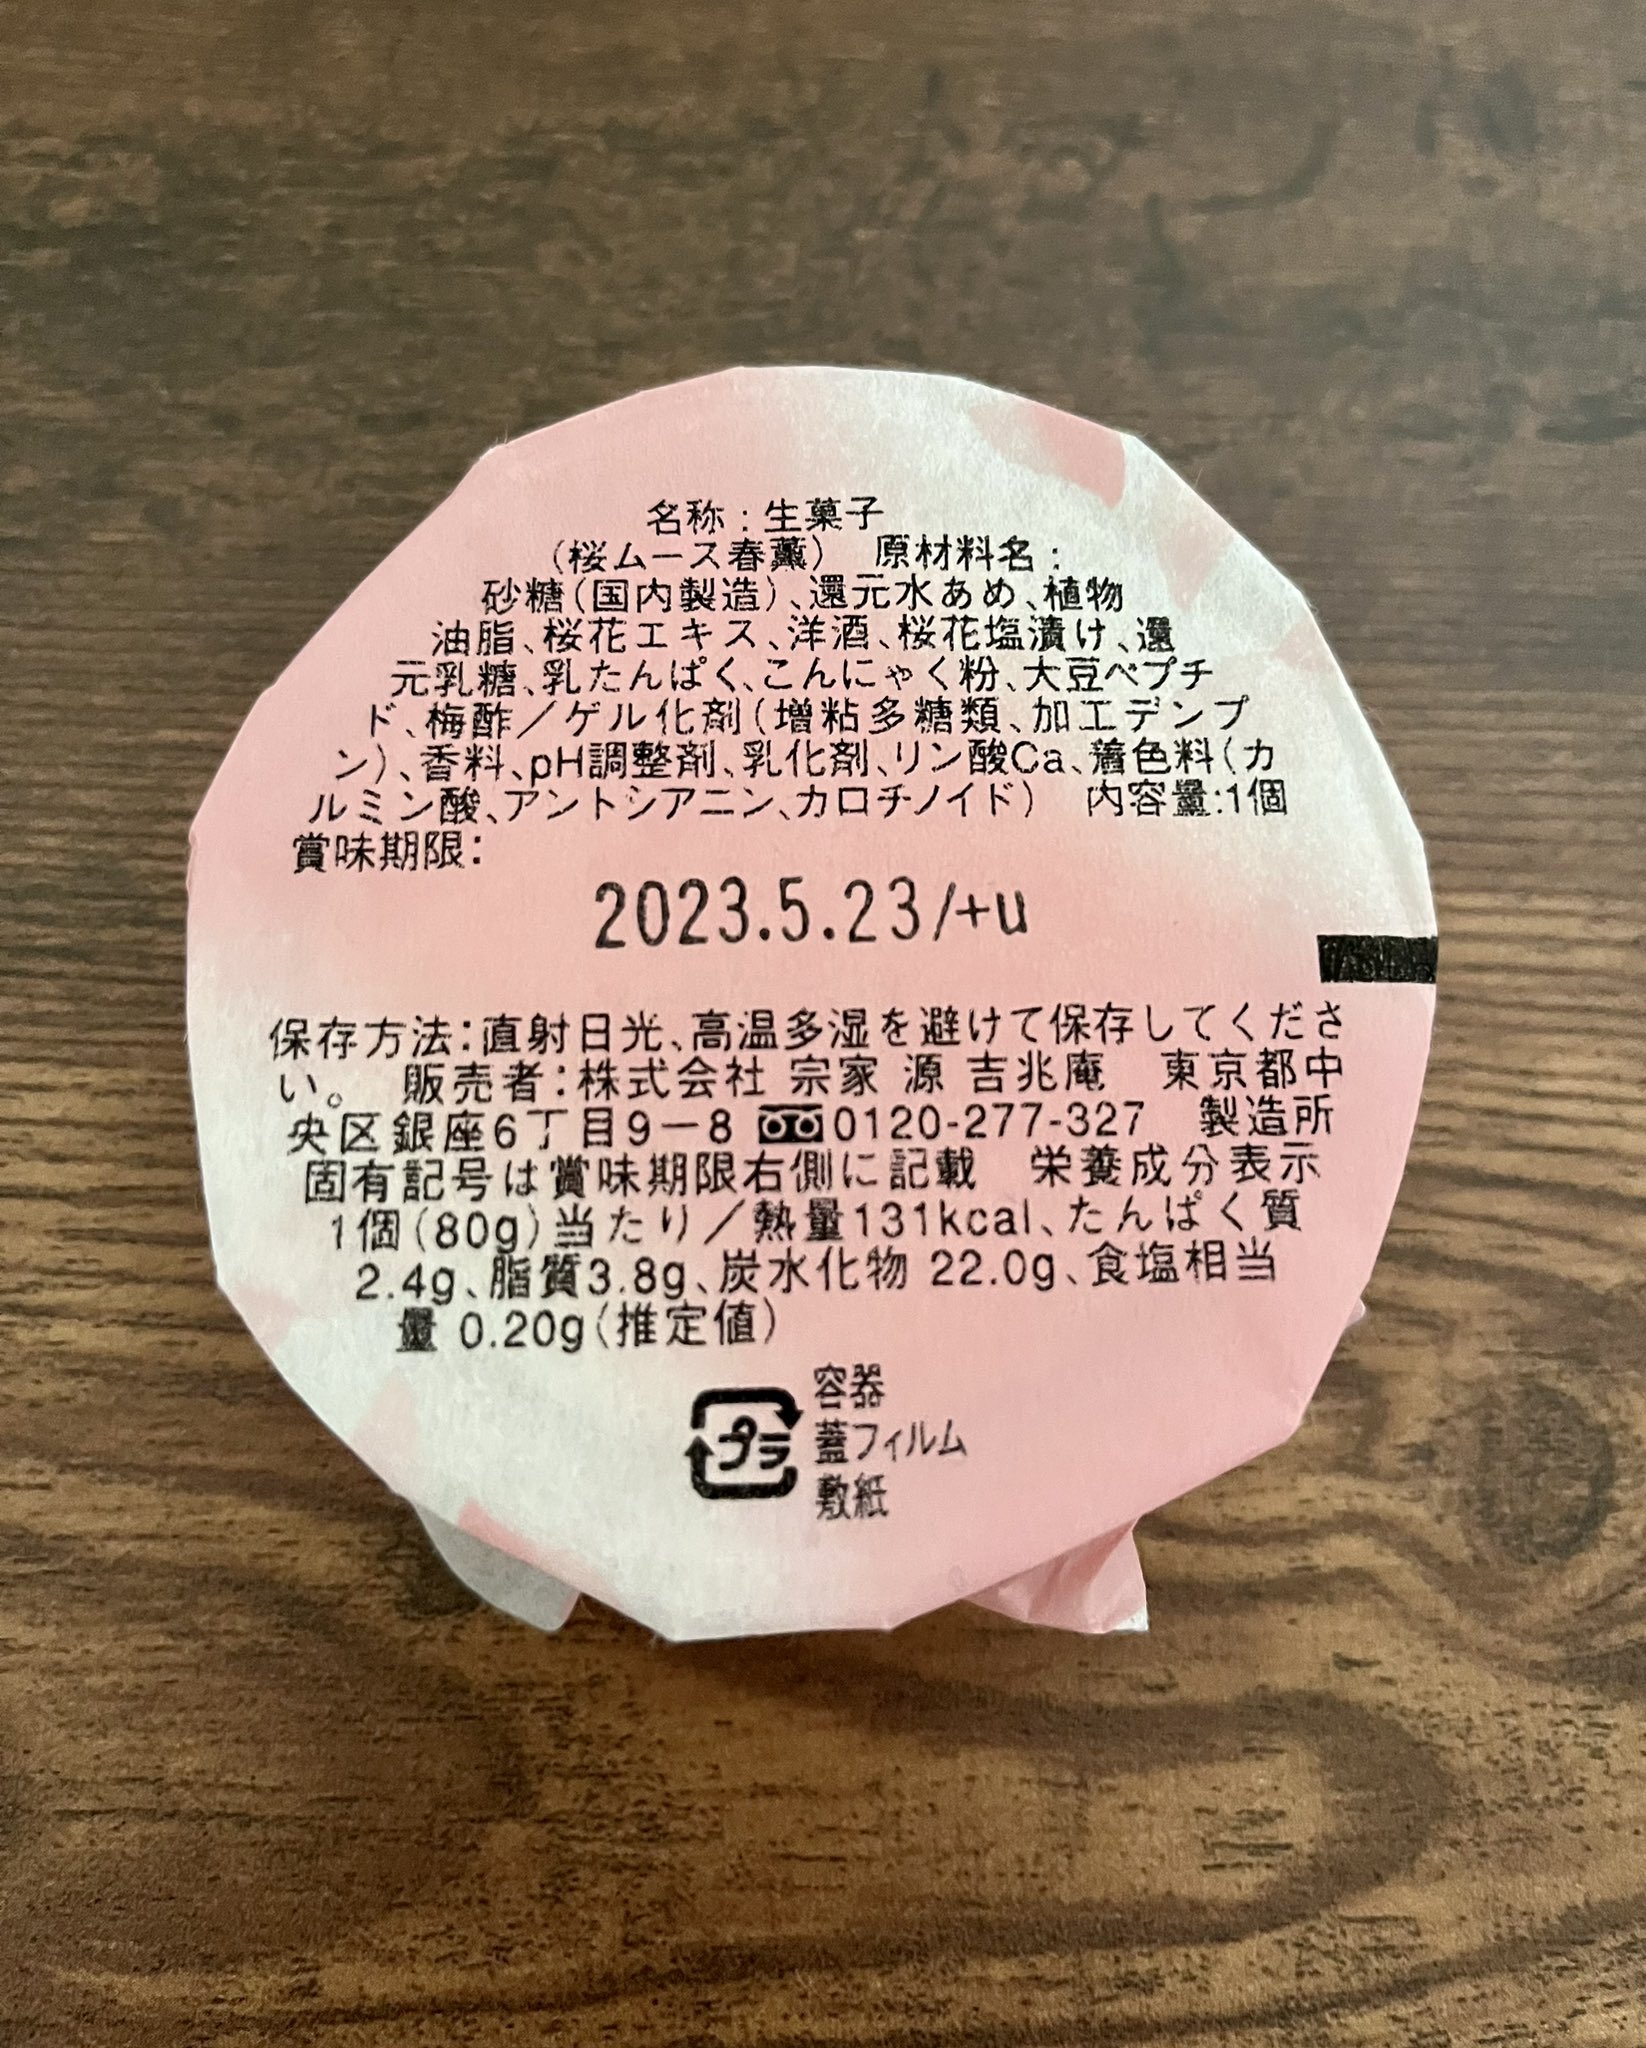 名称：生菓子
（桜ムース春薫）　原材料名：
砂糖（国内製造）、還元水あめ、植物
油脂、桜花エキス、洋酒、桜花塩漬け、還
元乳糖、乳たんぱく、こんにゃく粉、大豆ペプチ
ド、梅酢／ゲル化剤（増粘多糖類、加工デンプ
ン）、香料、pH調整剤、乳化剤、リン酸Ca、着色料（カ
ルミン酸、アントシアニン、カロチノイド）　内容量：1個
賞味期限：
2023.5.23/+u
保存方法：直射日光、高温多湿を避けて保存してくださ
い。　販売者：株式会社 宗家 源 吉兆庵　東京都中
央区銀座6丁目9－8 0120-277-327　製造所
固有記号は賞味期限右側に記載　栄養成分表示
1個（80g）当たり／熱量131kcal、たんぱく質
2.4g、脂質3.8g、炭水化物 22.0g、食塩相当
量 0.20g（推定値）
プラ
容器
蓋フィルム
敷紙